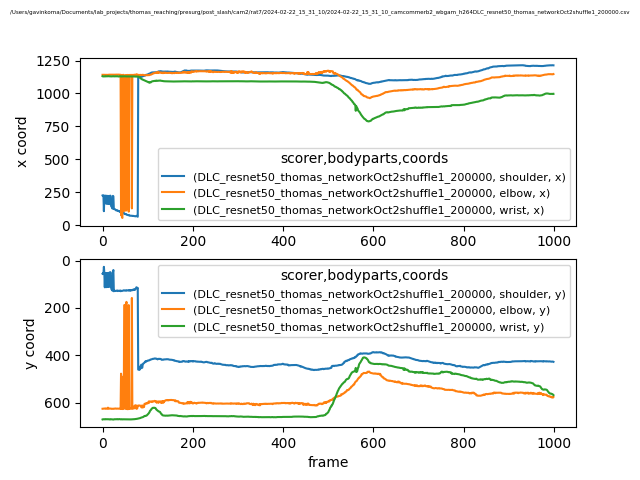 /Users/gavinkoma/Documents/lab_projects/thomas_reaching/presurg/post_slash/cam2/rat7/2024-02-22_15_31_10/2024-02-22_15_31_10_camcommerb2_wbgam_h264DLC_resnet50_thomas_networkOct2shuffle1_200000.csv
1250
1000
750
500
250
0
x coord
scorer,bodyparts,coords
(DLC_resnet50_thomas_networkOct2shuffle1_200000, shoulder, x)
(DLC_resnet50_thomas_networkOct2shuffle1_200000, elbow, x)
(DLC_resnet50_thomas_networkOct2shuffle1_200000, wrist, x)
0 200 400 600 800 1000
0
200
400
600
y coord
scorer,bodyparts,coords
(DLC_resnet50_thomas_networkOct2shuffle1_200000, shoulder, y)
(DLC_resnet50_thomas_networkOct2shuffle1_200000, elbow, y)
(DLC_resnet50_thomas_networkOct2shuffle1_200000, wrist, y)
0 200 400 600 800 1000
frame